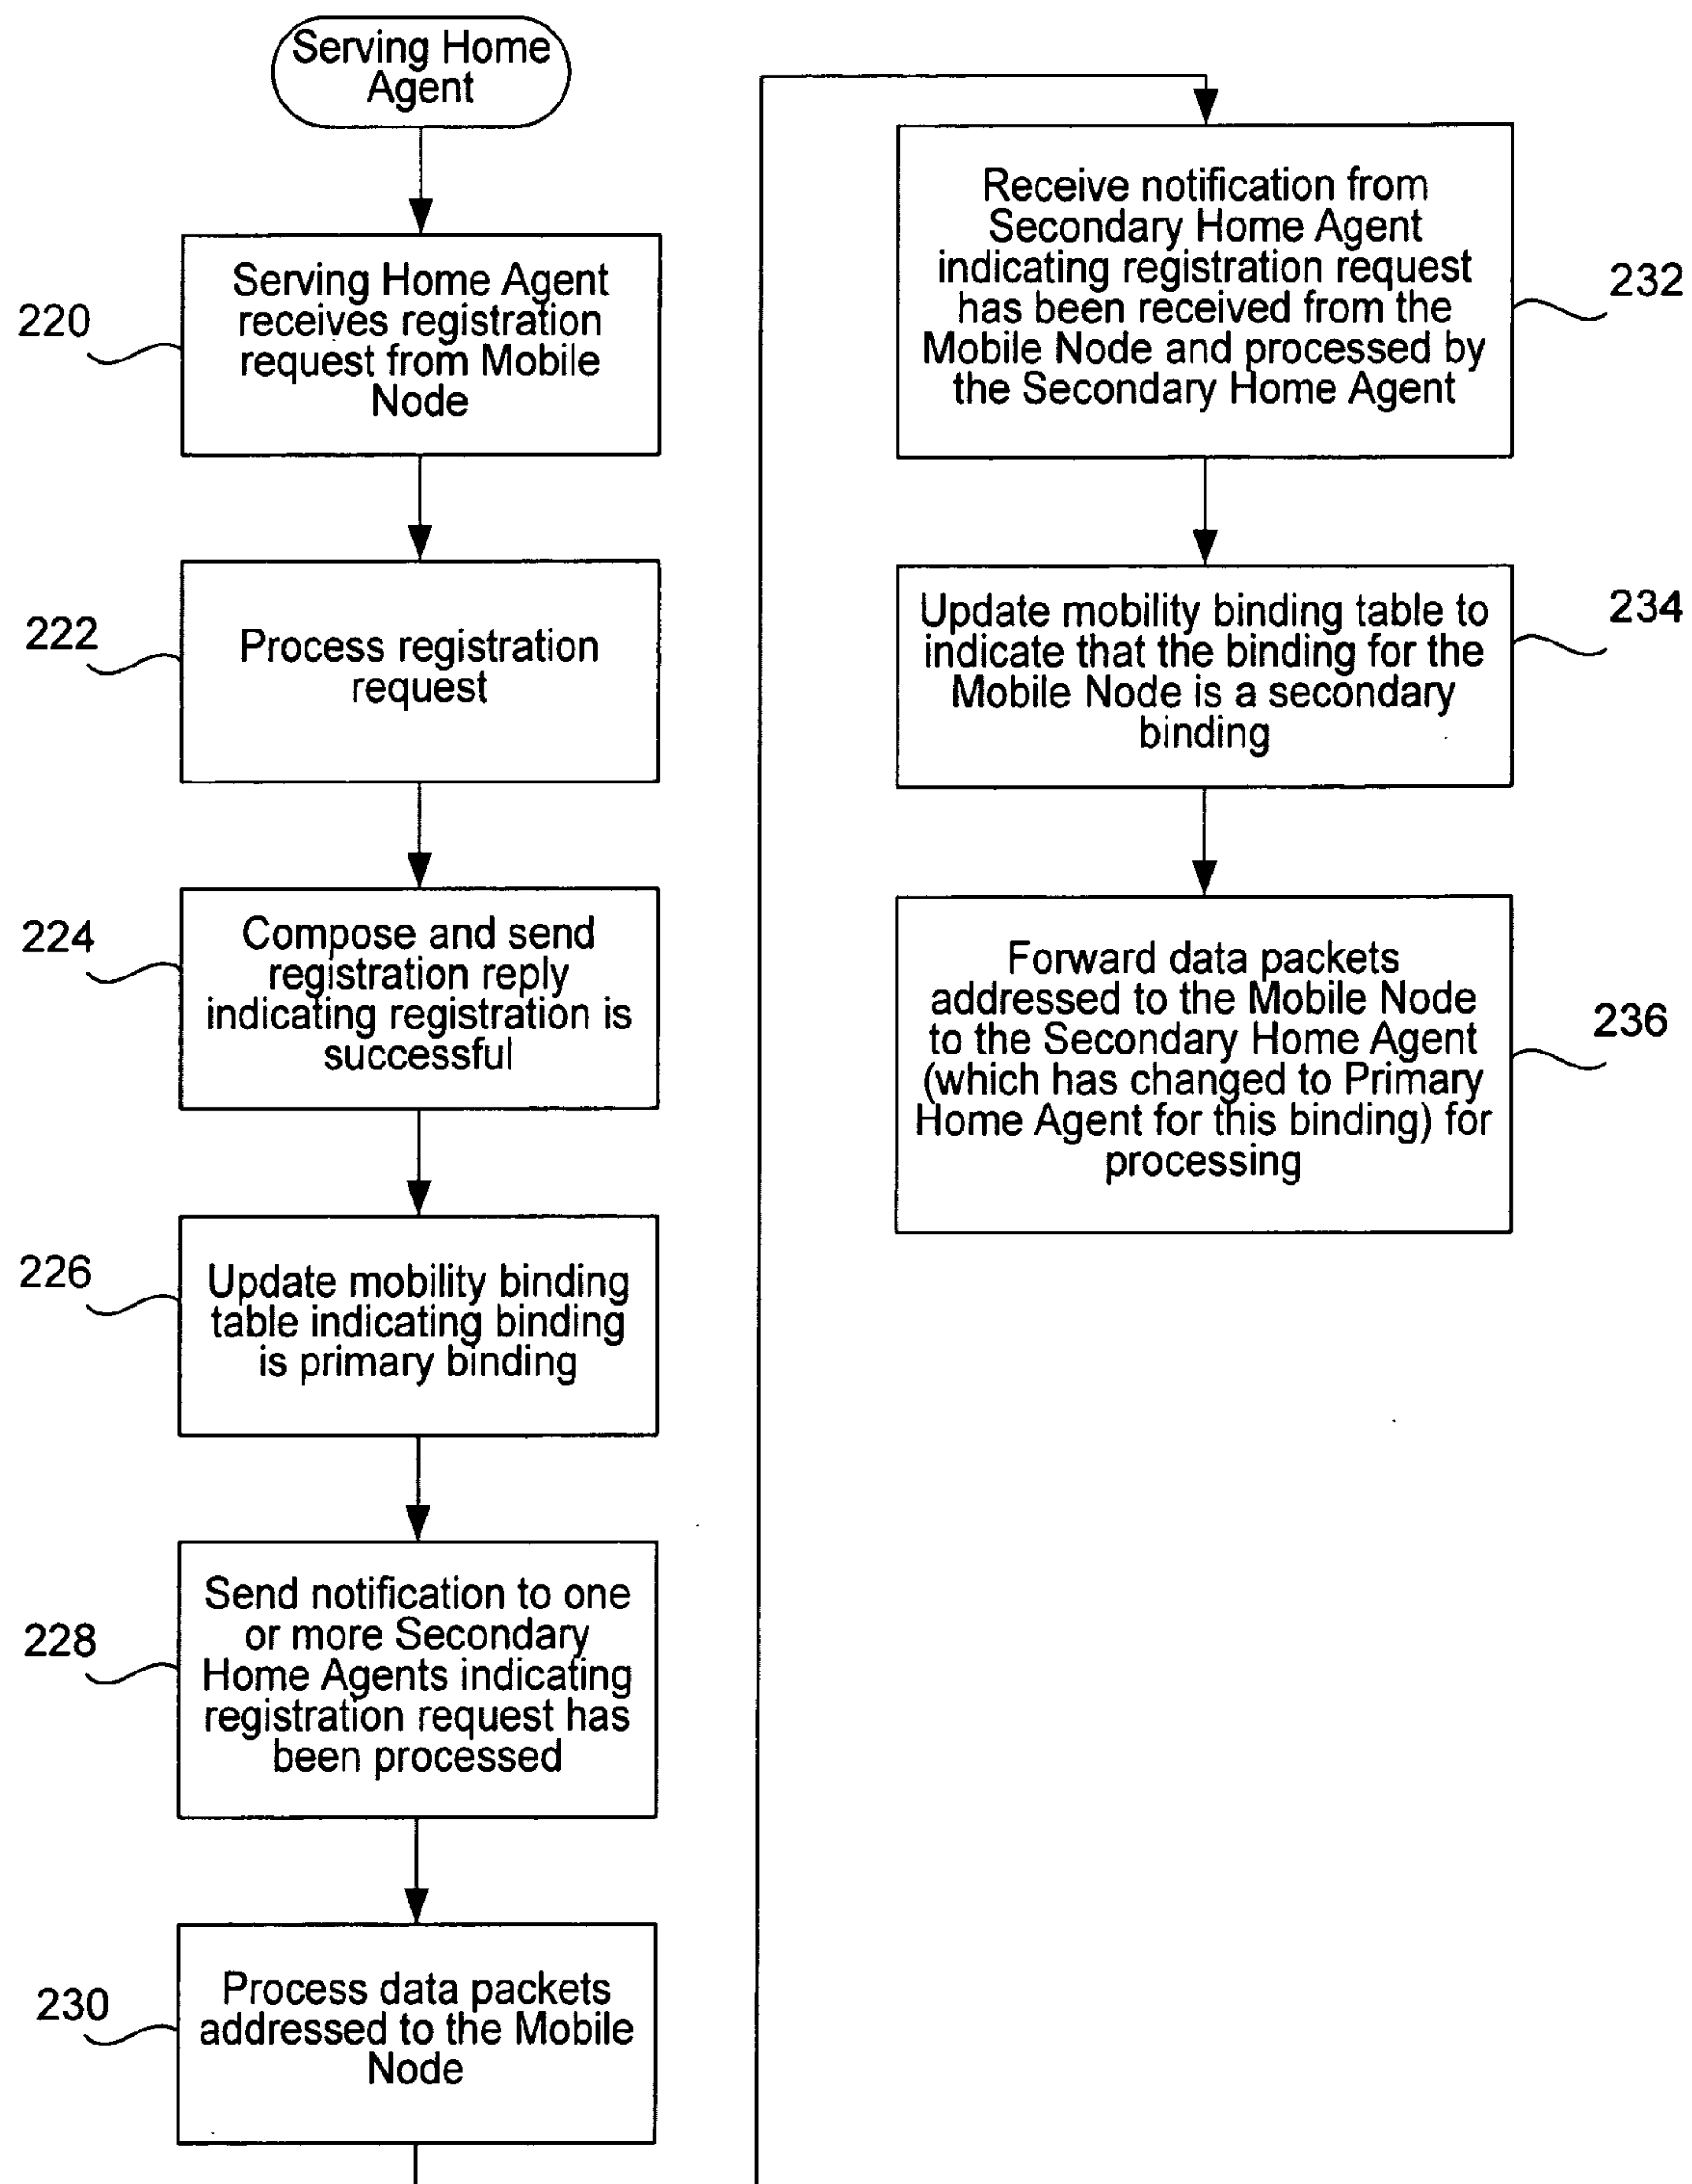 Serving Home
Agent
220
Serving Home Agent
receives registration
request from Mobile
Node
222
Process registration
request
224
Compose and send
registration reply
indicating registration is
successful
226
Update mobility binding
table indicating binding
is primary binding
228
Send notification to one
or more Secondary
Home Agents indicating
registration request has
been processed
230
Process data packets
addressed to the Mobile
Node
Receive notification from
Secondary Home Agent
indicating registration request
has been received from the
Mobile Node and processed by
the Secondary Home Agent
232
Update mobility binding table to
indicate that the binding for the
Mobile Node is a secondary
binding
234
Forward data packets
addressed to the Mobile Node
to the Secondary Home Agent
(which has changed to Primary
Home Agent for this binding) for
processing
236